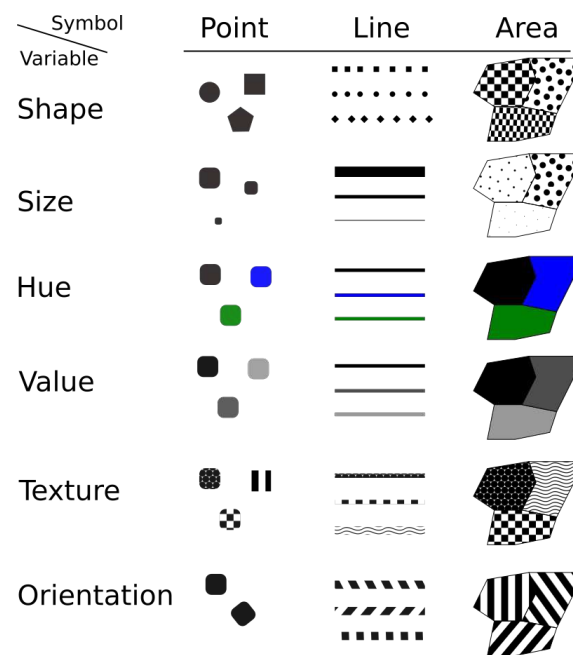 Symbol
Variable
Point Line Area
Shape
Size
Hue
Value
Texture
Orientation